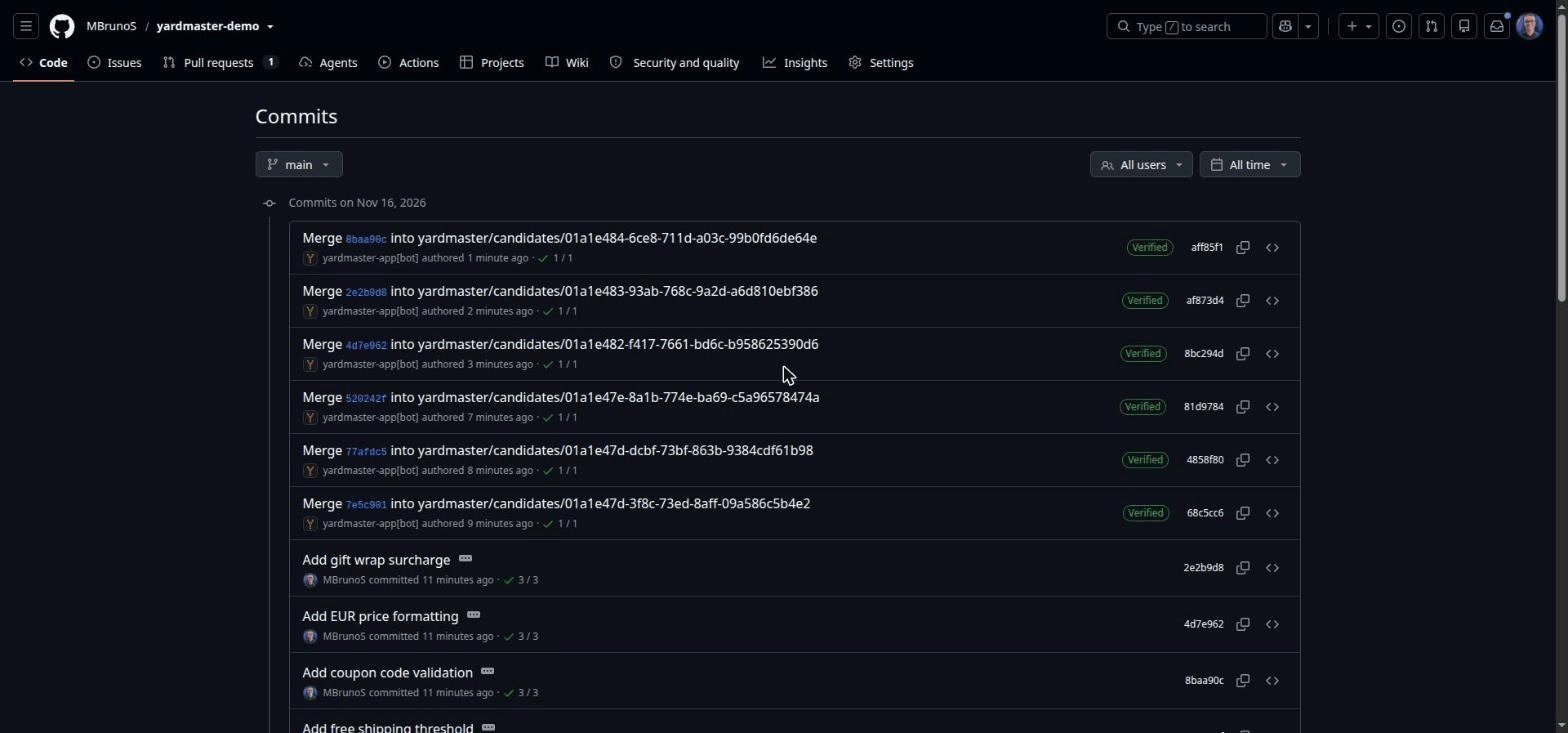 MBrunoS / yardmaster-demo
Type / to search
Code Issues Pull requests 1 Agents Actions Projects Wiki Security and quality Insights Settings
Commits
main All users All time
Commits on Nov 16, 2026
Merge 8baa90c into yardmaster/candidates/01a1e484-6ce8-711d-a03c-99b0fd6de64e
Verified aff85f1
Y yardmaster-app[bot] authored 1 minute ago · 1 / 1
Merge 2e2b9d8 into yardmaster/candidates/01a1e483-93ab-768c-9a2d-a6d810ebf386
Verified af873d4
Y yardmaster-app[bot] authored 2 minutes ago · 1 / 1
Merge 4d7e962 into yardmaster/candidates/01a1e482-f417-7661-bd6c-b958625390d6
Verified 8bc294d
Y yardmaster-app[bot] authored 3 minutes ago · 1 / 1
Merge 520242f into yardmaster/candidates/01a1e47e-8a1b-774e-ba69-c5a96578474a
Verified 81d9784
Y yardmaster-app[bot] authored 7 minutes ago · 1 / 1
Merge 77afdc5 into yardmaster/candidates/01a1e47d-dcbf-73bf-863b-9384cdf61b98
Verified 4858f80
Y yardmaster-app[bot] authored 8 minutes ago · 1 / 1
Merge 7e5c901 into yardmaster/candidates/01a1e47d-3f8c-73ed-8aff-09a586c5b4e2
Verified 68c5cc6
Y yardmaster-app[bot] authored 9 minutes ago · 1 / 1
Add gift wrap surcharge
2e2b9d8
MBrunoS committed 11 minutes ago · 3 / 3
Add EUR price formatting
4d7e962
MBrunoS committed 11 minutes ago · 3 / 3
Add coupon code validation
8baa90c
MBrunoS committed 11 minutes ago · 3 / 3
Add free shipping threshold